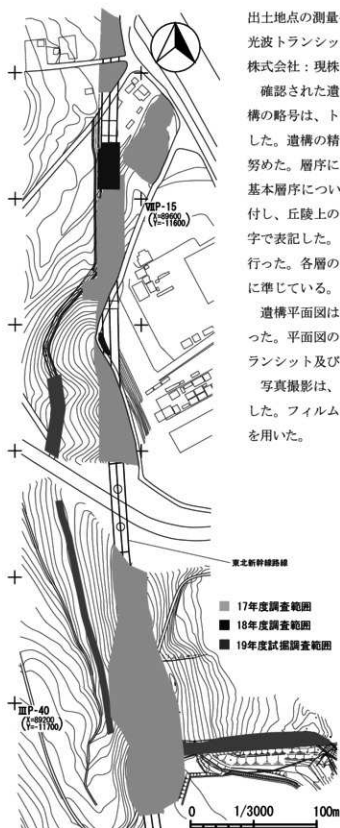 出土地点の測量
光波トランシッ
株式会社：現株
確認された遺
構の略号は、ト
した。遺構の精
努めた。層序に
基本層序につい
付し、丘陵上の
字で表記した。
行った。各層の
に準じている。
遺構平面図は
った。平面図の
ランシット及び
写真撮影は、
した。フィルム
を用いた。
ⅦP-15
(X=89600
Y=-11600)
東北新幹線路線
17年度調査範囲
18年度調査範囲
19年度試掘調査範囲
ⅢP-40
(X=89200
Y=-11700)
0 1/3000 100m